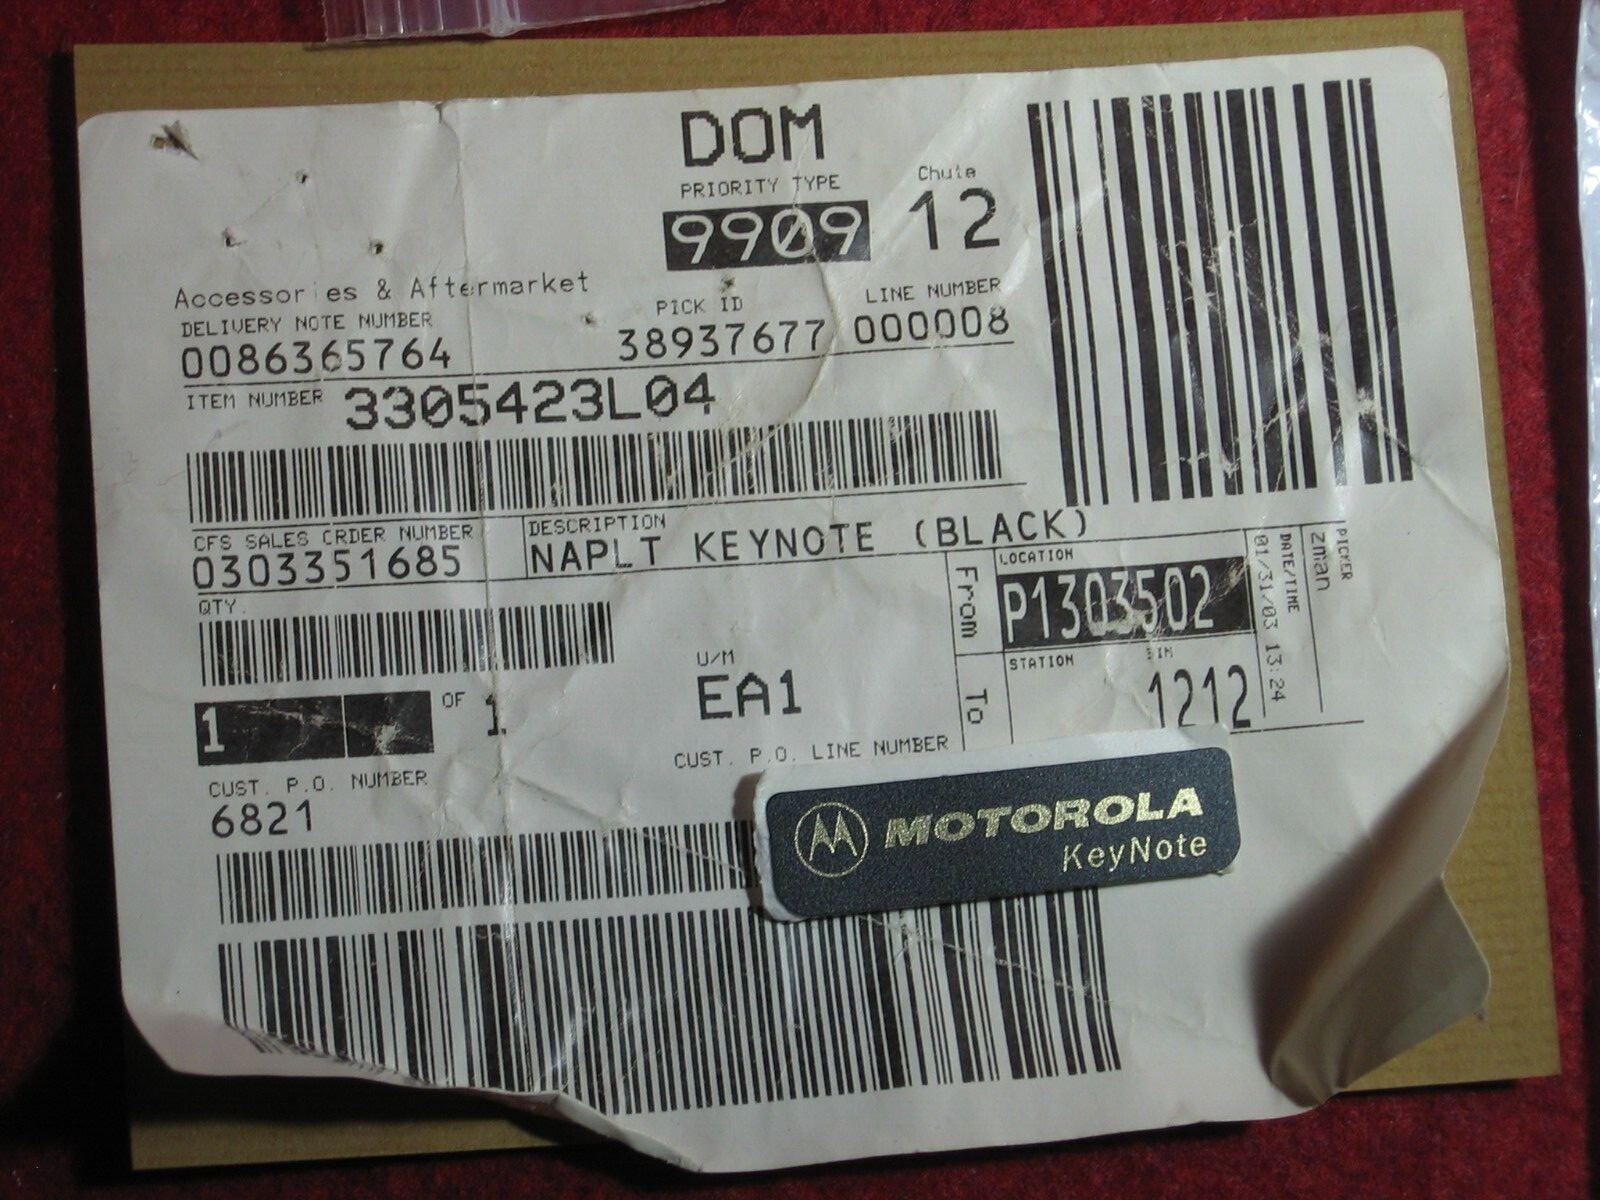 DOM
PRIORITY TYPE
Chute
9909
12
Accessories & Aftermarket
DELIVERY NOTE NUMBER
PICK ID
LINE NUMBER
0086365764
38937677
000008
ITEM NUMBER 3305423L04
CFS SALES ORDER NUMBER
DESCRIPTION
0303351685
NAPLT KEYNOTE (BLACK)
QTY.
From
LOCATION
P1303502
DATE/TIME
01/31/03 13:24
PICKER
zman
U/M
EA1
To
STATION
BIN
1212
1 OF 1
CUST. P.O. NUMBER
CUST. P.O. LINE NUMBER
6821
MOTOROLA
KeyNote